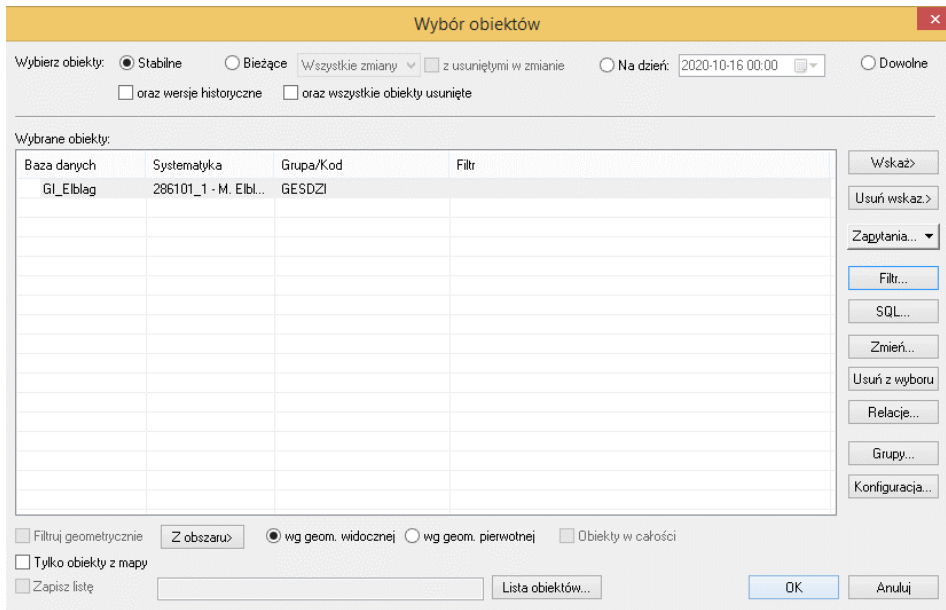 Wybór obiektów
Wybierz obiekty: Stabilne Bieżące Wszystkie zmiany z usuniętymi w zmianie Na dzień: 2020-10-16 00:00 Dowolne
oraz wersje historyczne oraz wszystkie obiekty usunięte
Wybrane obiekty:
Baza danych Systematyka Grupa/Kod Filtr
GI_Elblag 286101_1 - M. Elbl... GESDZI
Wskaż>
Usuń wskaz.>
Zapytania...
Filtr...
SQL...
Zmień...
Usuń z wyboru
Relacje...
Grupy...
Konfiguracja...
Filtruj geometrycznie Z obszaru> wg geom. widocznej wg geom. pierwotnej Obiekty w całości
Tylko obiekty z mapy
Zapisz listę Lista obiektów... OK Anuluj